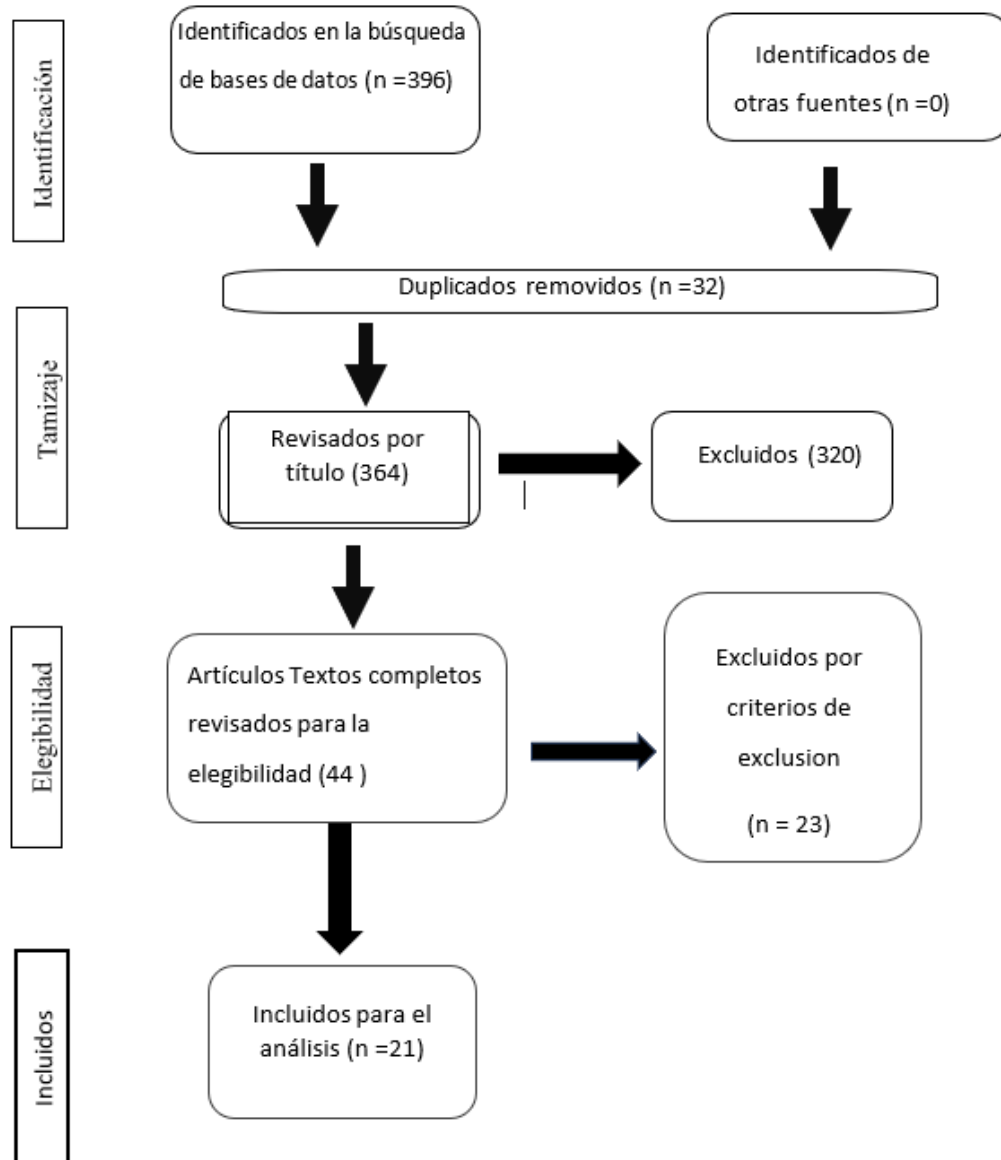 Identificación
Identificados en la búsqueda
de bases de datos (n =396)
Identificados de
otras fuentes (n =0)
Duplicados removidos (n =32)
Tamizaje
Revisados por
título (364)
Excluidos (320)
Elegibilidad
Artículos Textos completos
revisados para la
elegibilidad (44 )
Excluidos por
criterios de
exclusion
(n = 23)
Incluidos
Incluidos para el
análisis (n =21)